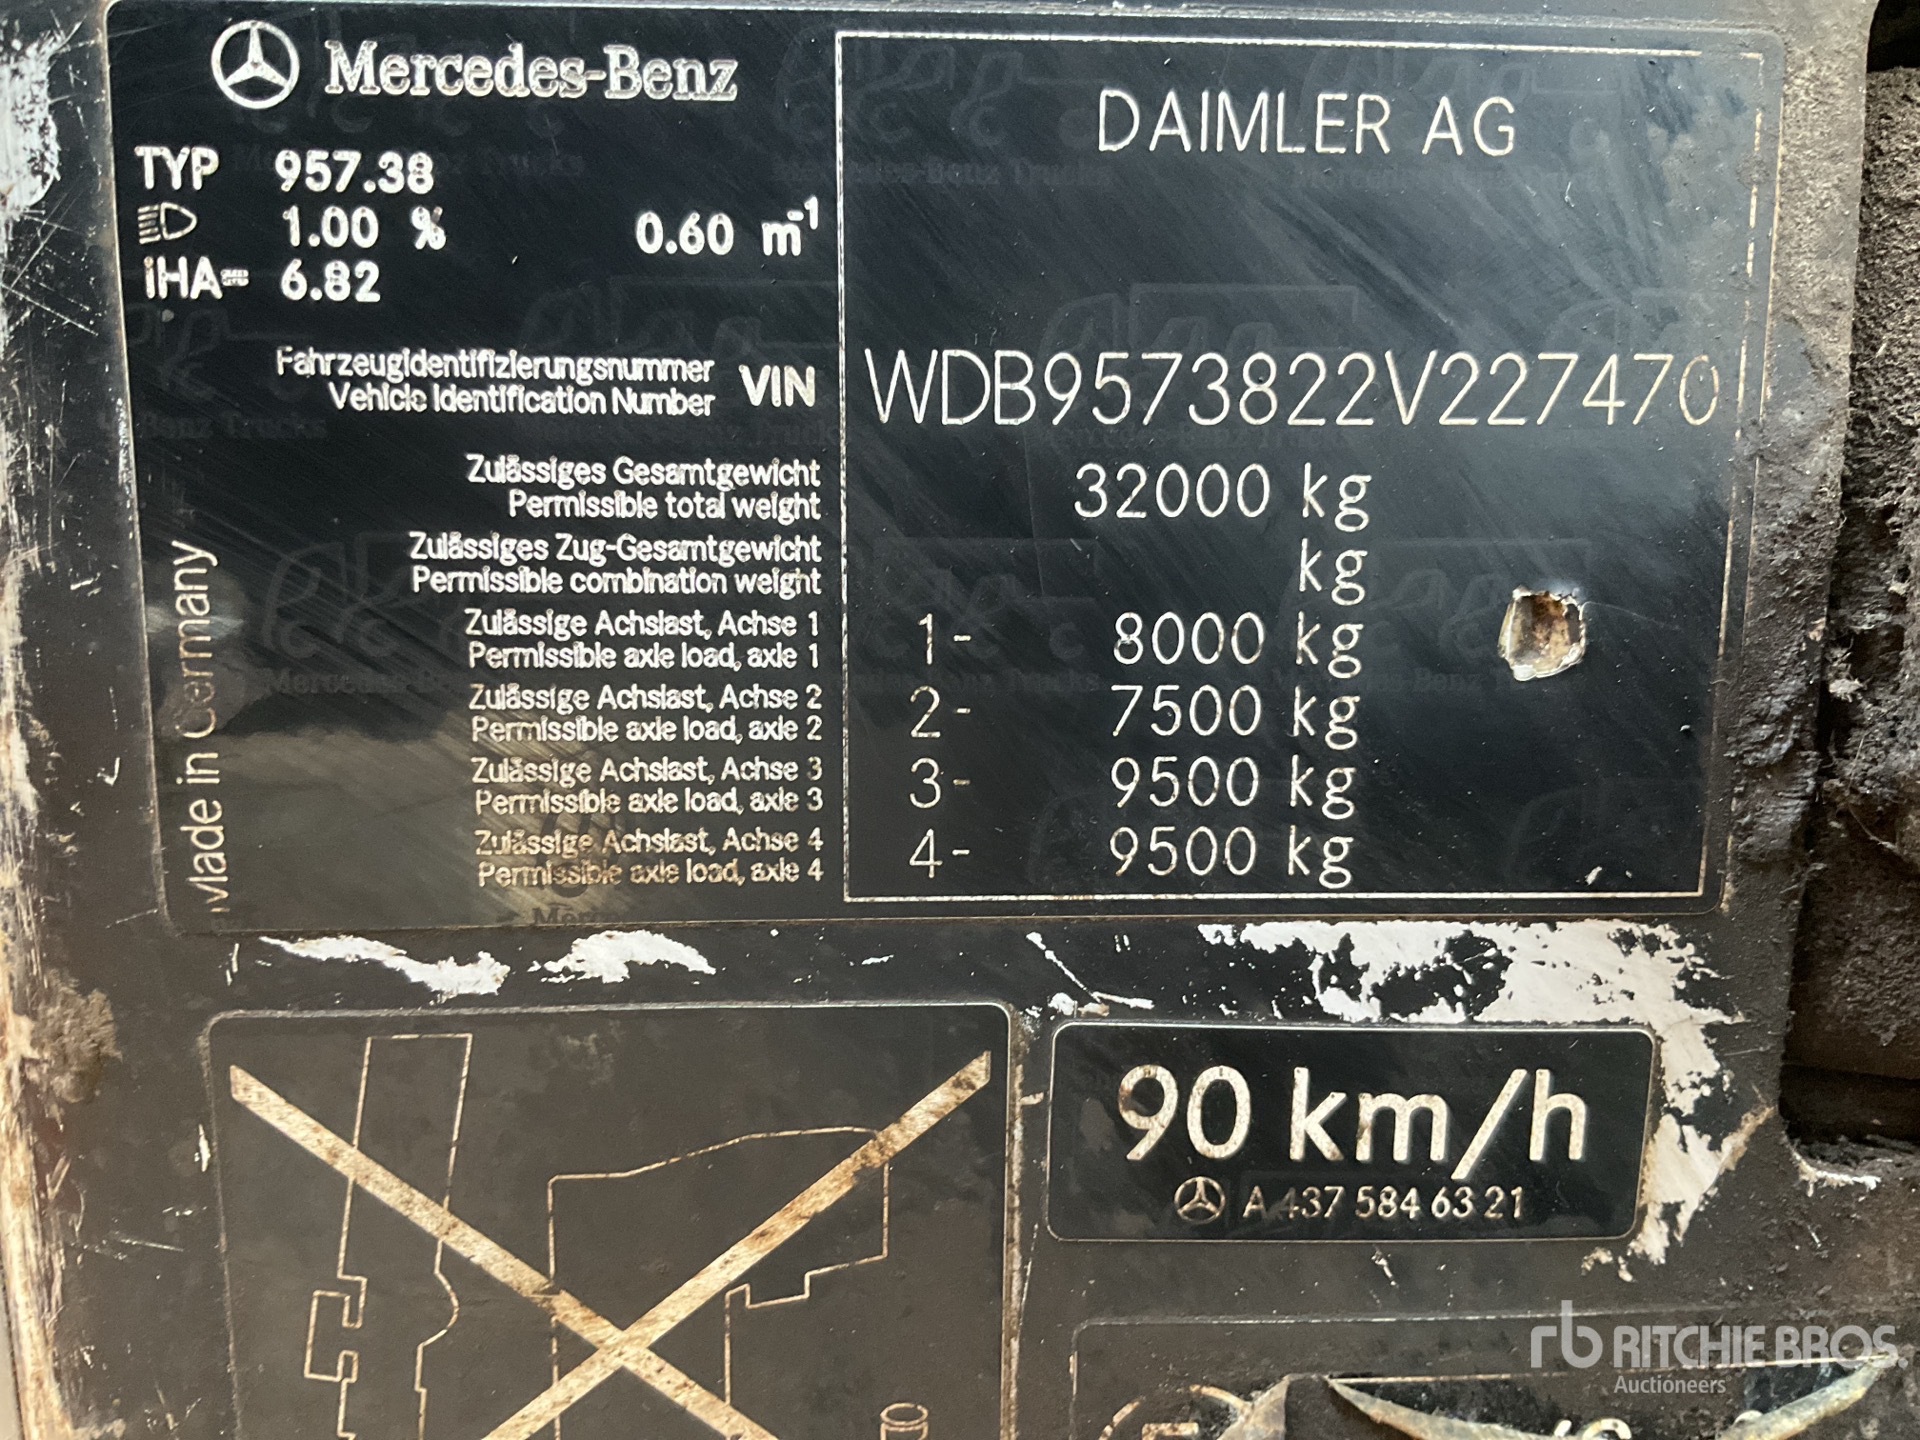 Mercedes-Benz
DAIMLER AG
TYP 957.38
1.00 % 0.60 m⁻¹
iHA= 6.82
Fahrzeugidentifizierungsnummer
Vehicle Identification Number
VIN WDB9573822V227470
Zulässiges Gesamtgewicht
Permissible total weight
32000 kg
Zulässiges Zug-Gesamtgewicht
Permissible combination weight
kg
Zulässige Achslast, Achse 1
Permissible axle load, axle 1
1- 8000 kg
Zulässige Achslast, Achse 2
Permissible axle load, axle 2
2- 7500 kg
Zulässige Achslast, Achse 3
Permissible axle load, axle 3
3- 9500 kg
Zulässige Achslast, Achse 4
Permissible axle load, axle 4
4- 9500 kg
Made in Germany
90 km/h
A 437 584 63 21
rb RITCHIE BROS.
Auctioneers